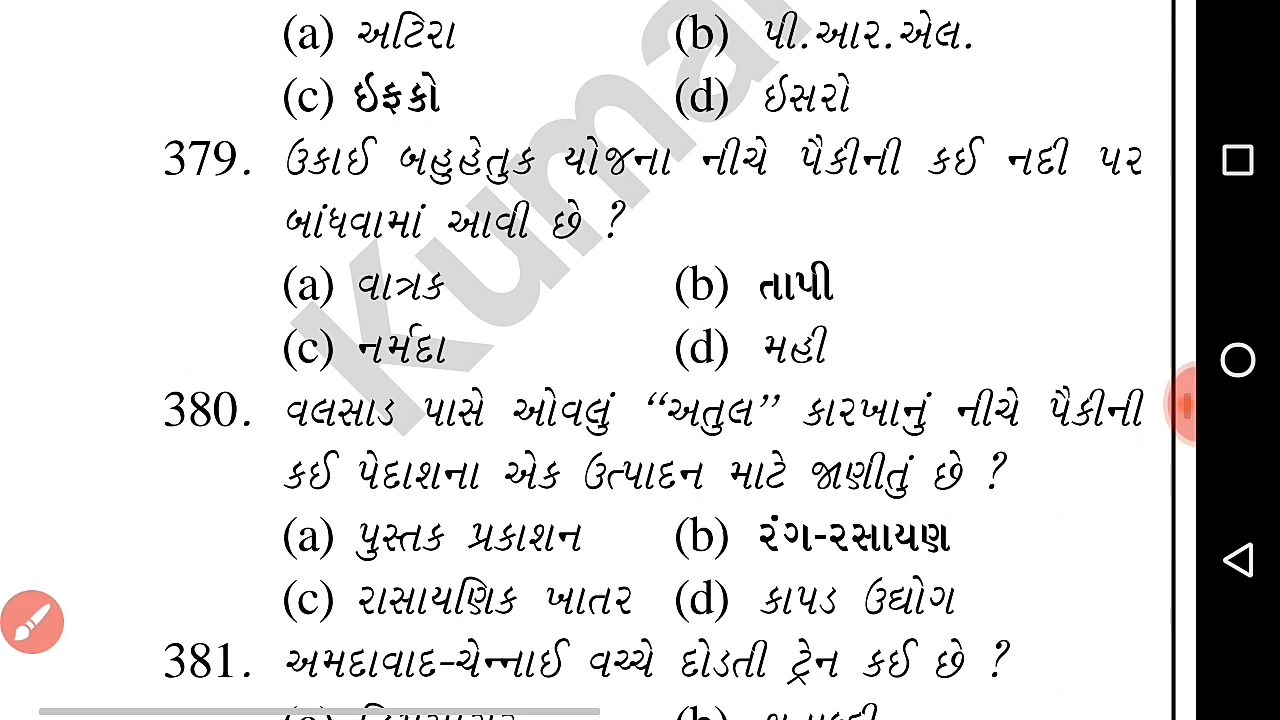 (a) અટિરા (b) પી.આર.એલ.
(c) ઇફકો (d) ઈસરો
379. ઉકાઈ બહુહેતુક યોજના નીચે પૈકીની કઈ નદી પર
બાંધવામાં આવી છે ?
(a) વાત્રક (b) તાપી
(c) નર્મદા (d) મહી
380. વલસાડ પાસે ઓવલું “અતુલ” કારખાનું નીચે પૈકીની
કઈ પેદાશના એક ઉત્પાદન માટે જાણીતું છે ?
(a) પુસ્તક પ્રકાશન (b) રંગ-રસાયણ
(c) રાસાયણિક ખાતર (d) કાપડ ઉદ્યોગ
381. અમદાવાદ-ચેન્નાઈ વચ્ચે દોડતી ટ્રેન કઈ છે ?
Kumar